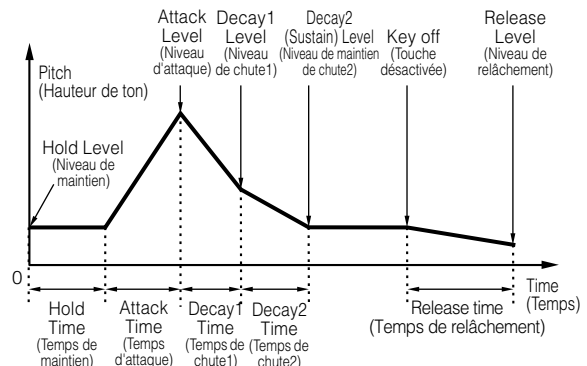 Attack
Level
(Niveau
d'attaque)
Decay1
Level
(Niveau
de chute1)
Decay2
(Sustain) Level
(Niveau de maintien
de chute2)
Key off
(Touche
désactivée)
Release
Level
(Niveau de
relâchement)
Pitch
(Hauteur de ton)
Hold Level
(Niveau de
maintien)
0
Time
(Temps)
Hold
Time
(Temps de
maintien)
Attack
Time
(Temps
d'attaque)
Decay1
Time
(Temps de
chute1)
Decay2
Time
(Temps de
chute2)
Release time
(Temps de relâchement)